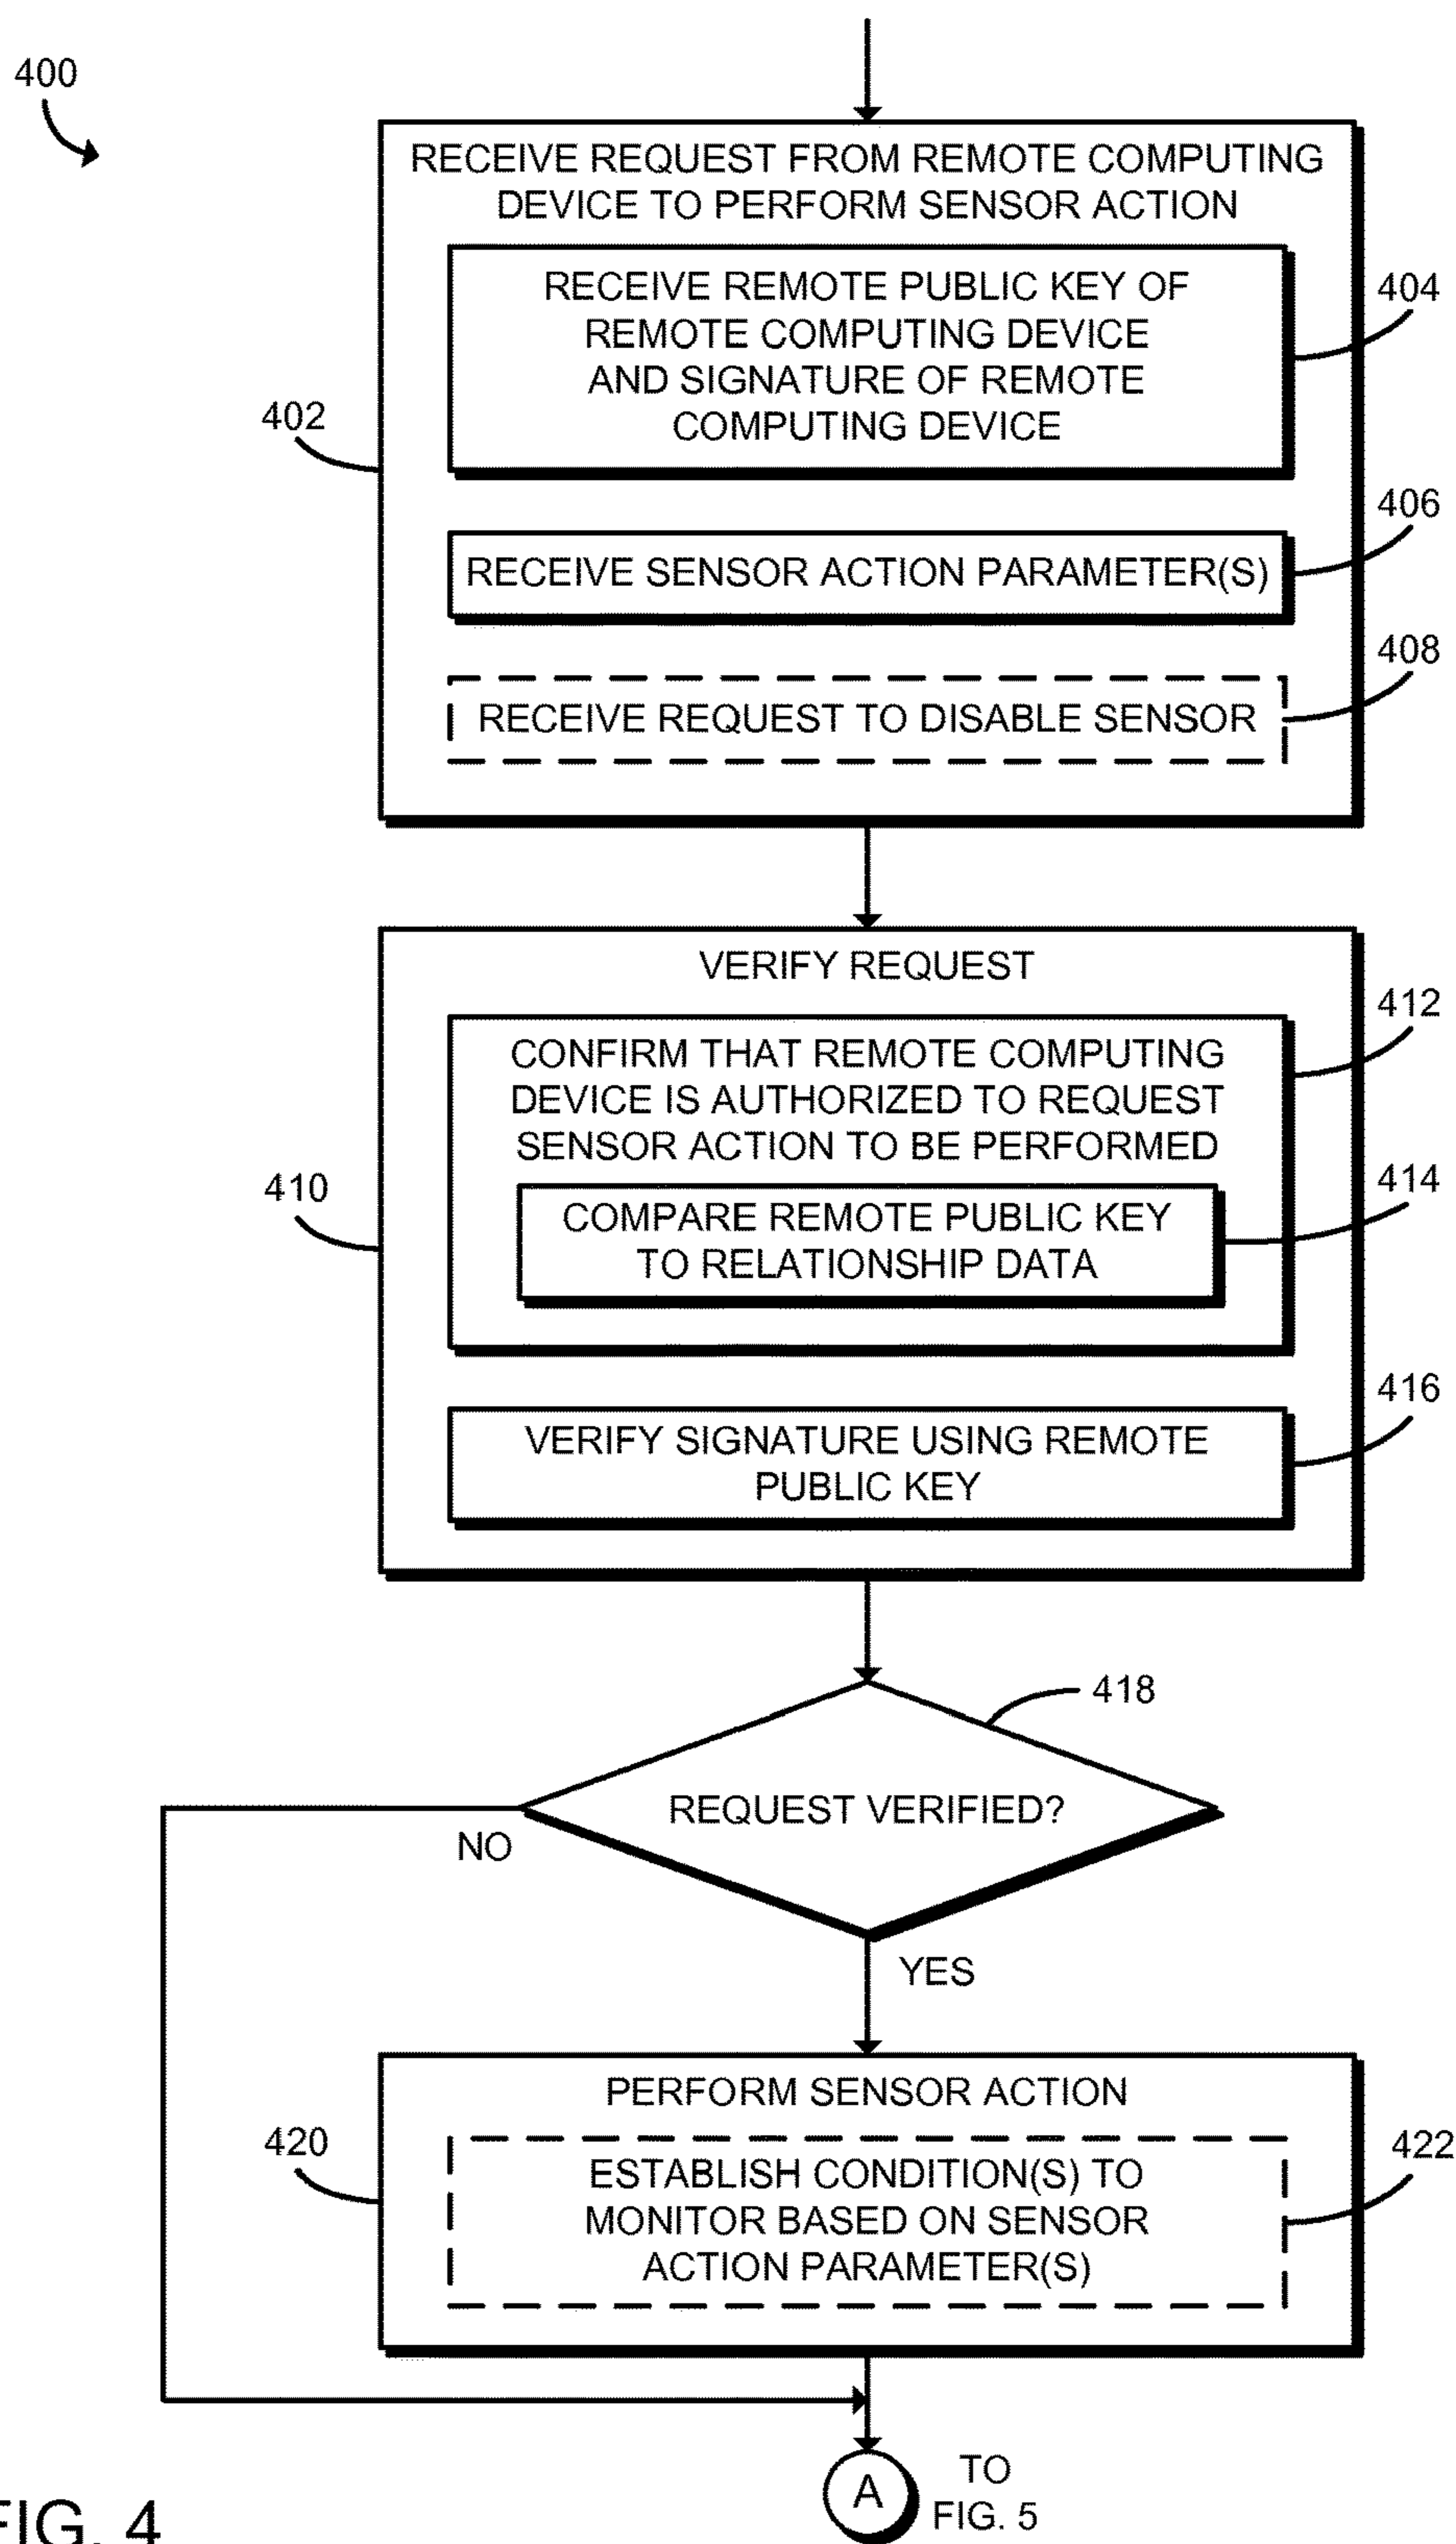 400
RECEIVE REQUEST FROM REMOTE COMPUTING
DEVICE TO PERFORM SENSOR ACTION
RECEIVE REMOTE PUBLIC KEY OF
REMOTE COMPUTING DEVICE
AND SIGNATURE OF REMOTE
COMPUTING DEVICE
404
402
406
RECEIVE SENSOR ACTION PARAMETER(S)
408
RECEIVE REQUEST TO DISABLE SENSOR
VERIFY REQUEST
412
CONFIRM THAT REMOTE COMPUTING
DEVICE IS AUTHORIZED TO REQUEST
SENSOR ACTION TO BE PERFORMED
410
414
COMPARE REMOTE PUBLIC KEY
TO RELATIONSHIP DATA
416
VERIFY SIGNATURE USING REMOTE
PUBLIC KEY
418
REQUEST VERIFIED?
NO
YES
PERFORM SENSOR ACTION
420
422
ESTABLISH CONDITION(S) TO
MONITOR BASED ON SENSOR
ACTION PARAMETER(S)
A
TO
FIG. 5
FIG. 4